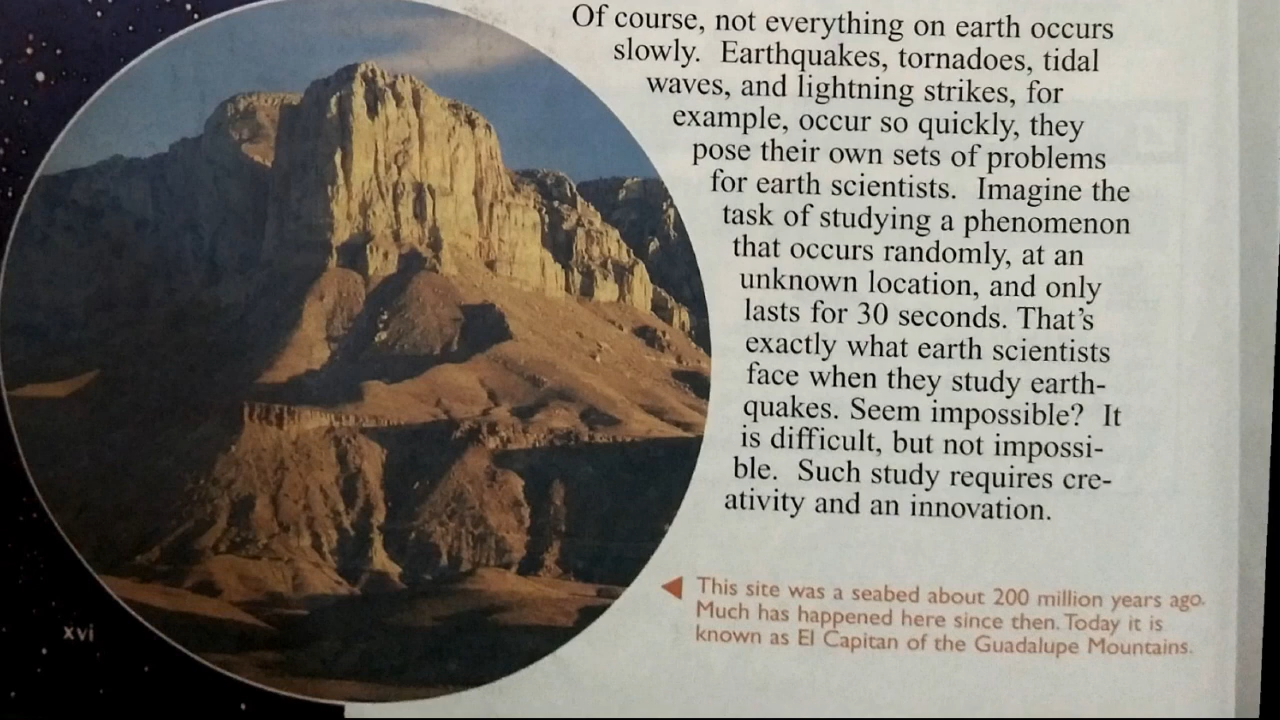 Of course, not everything on earth occurs
slowly. Earthquakes, tornadoes, tidal
waves, and lightning strikes, for
example, occur so quickly, they
pose their own sets of problems
for earth scientists. Imagine the
task of studying a phenomenon
that occurs randomly, at an
unknown location, and only
lasts for 30 seconds. That's
exactly what earth scientists
face when they study earth-
quakes. Seem impossible? It
is difficult, but not impossi-
ble. Such study requires cre-
ativity and an innovation.
This site was a seabed about 200 million years ago.
Much has happened here since then. Today it is
known as El Capitan of the Guadalupe Mountains.
xvi